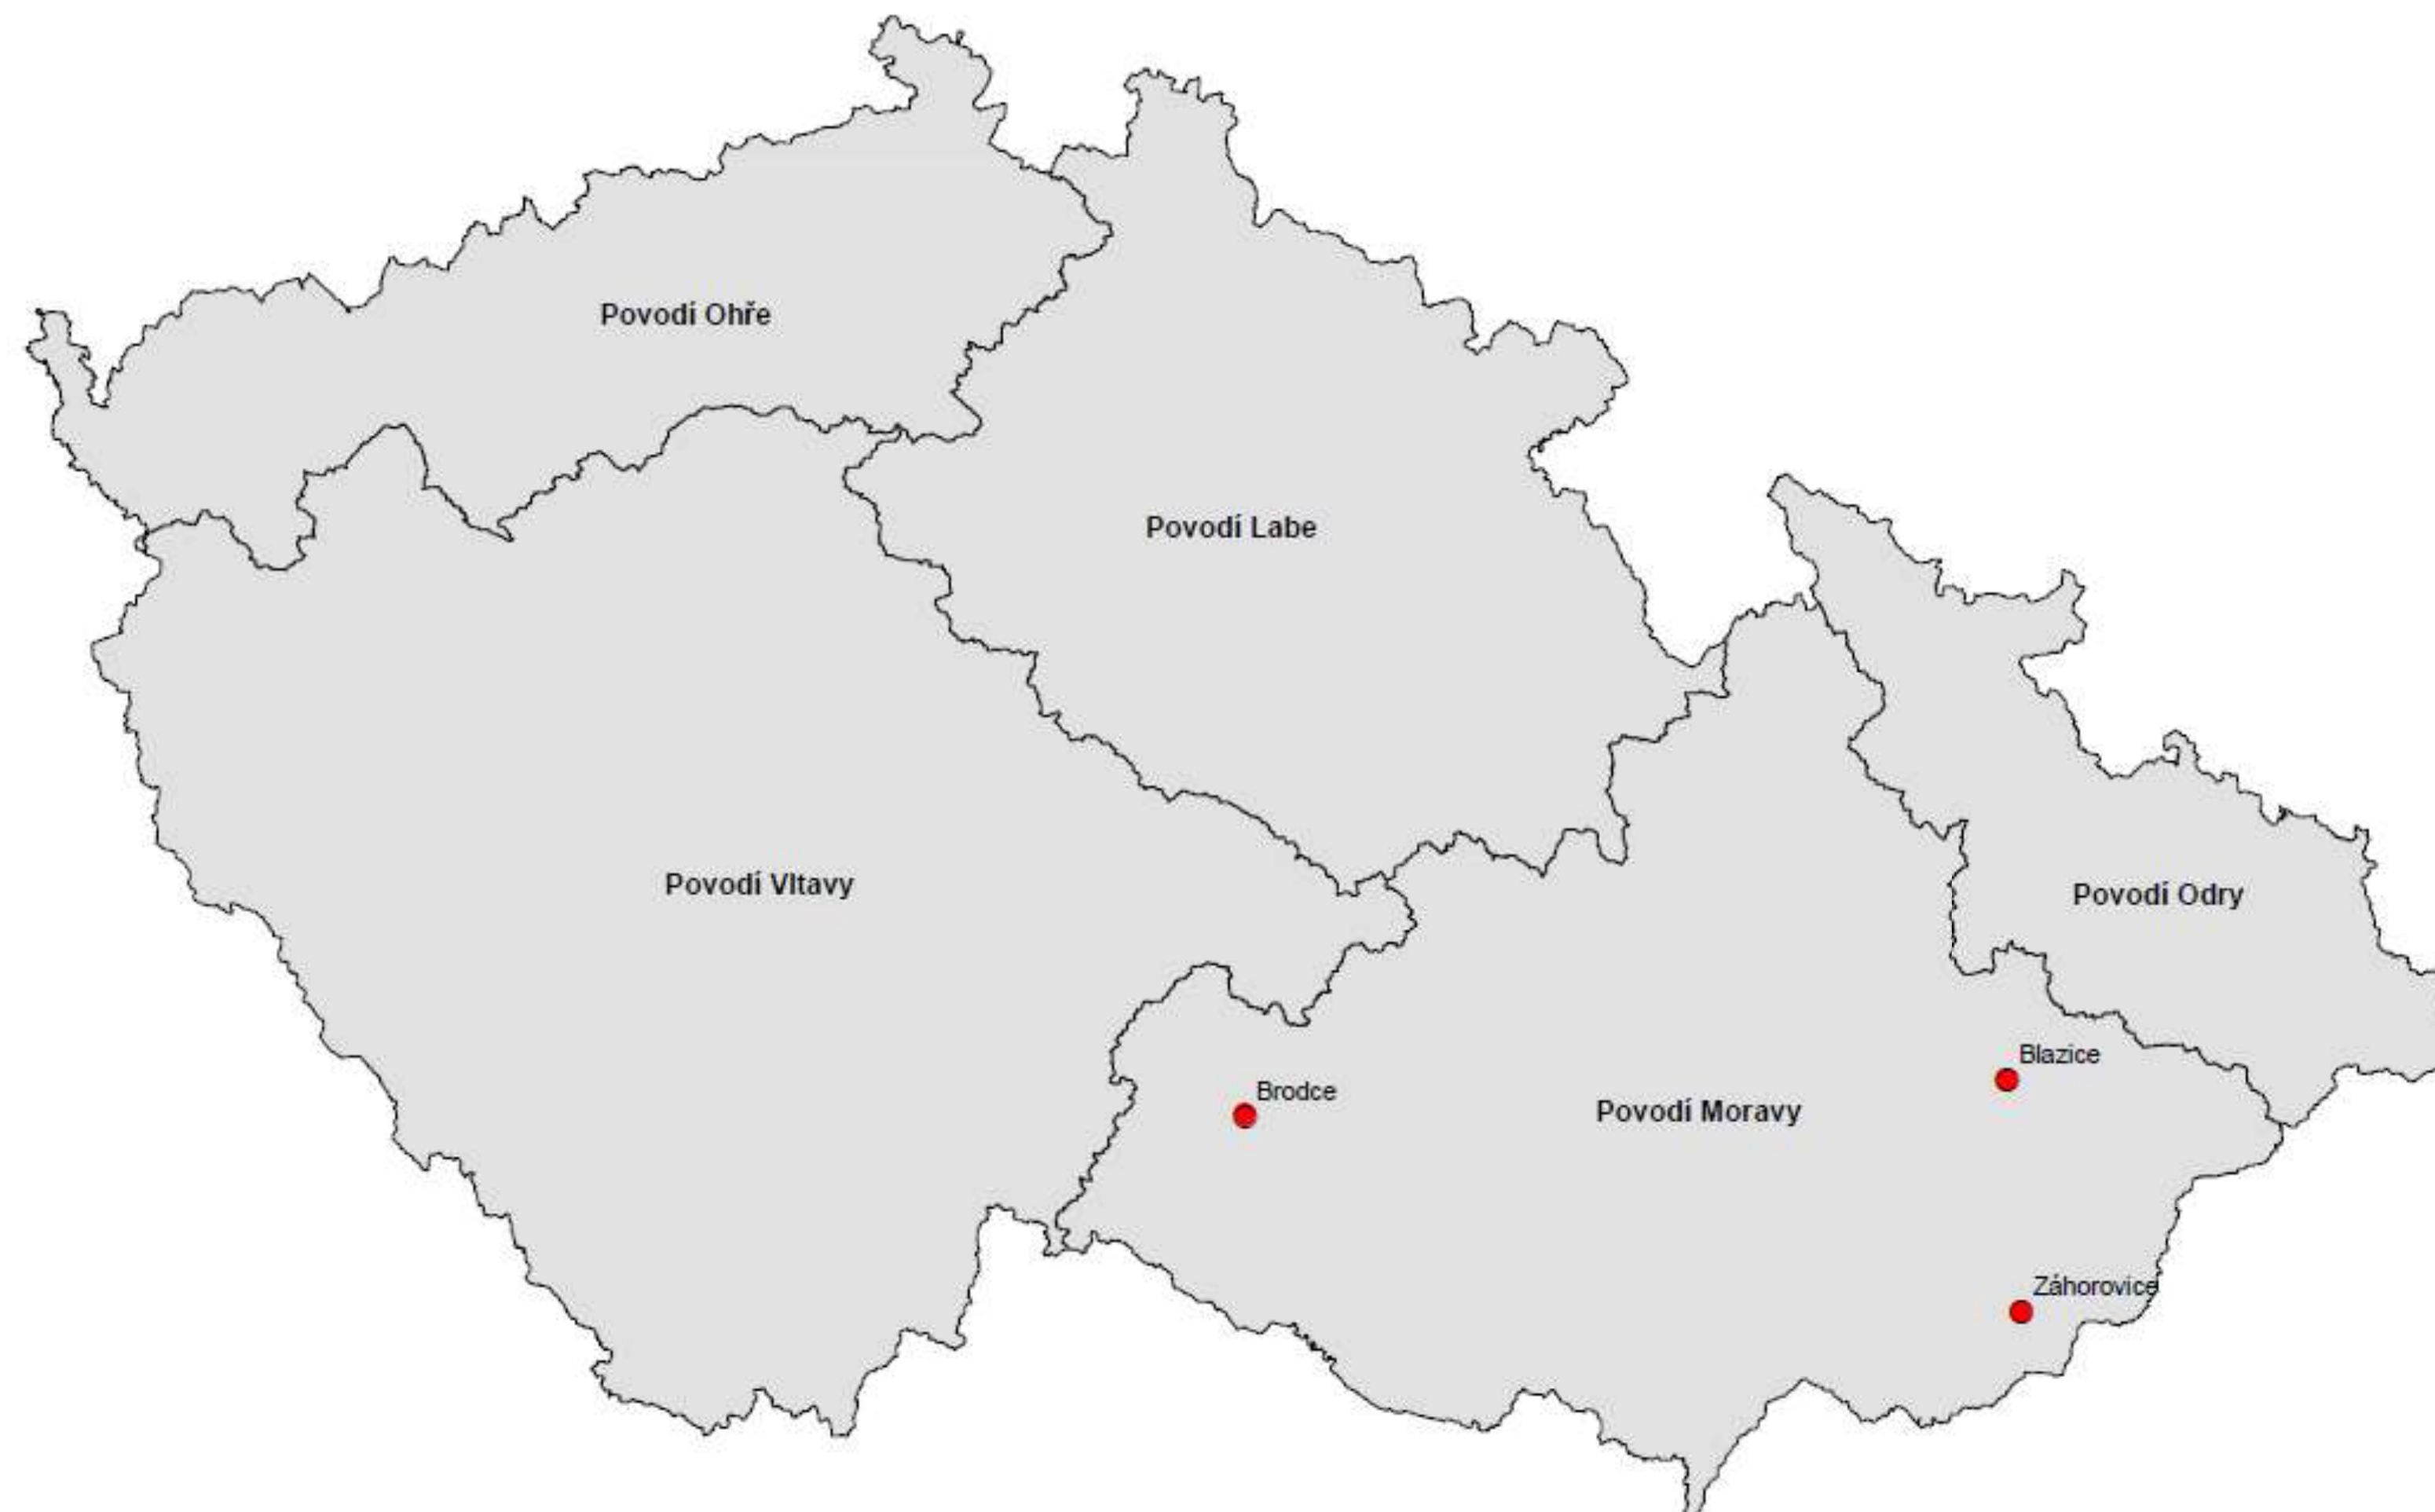 Povodí Ohře
Povodí Labe
Povodí Vltavy
Povodí Odry
Blazice
Brodce
Povodí Moravy
Záhorovice